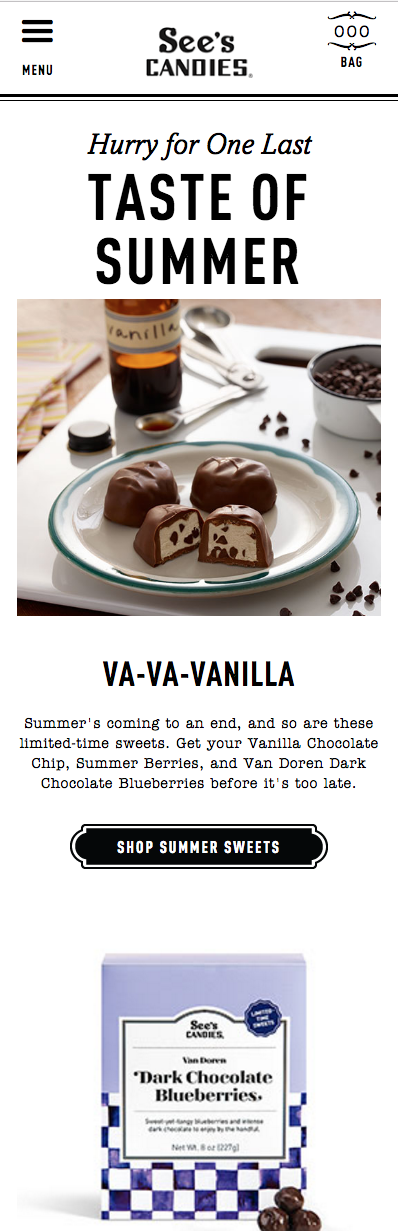 See's
CANDIES®
OOO
MENU
BAG
Hurry for One Last
TASTE OF
SUMMER
vanilla
VA-VA-VANILLA
Summer's coming to an end, and so are these
limited-time sweets. Get your Vanilla Chocolate
Chip, Summer Berries, and Van Doren Dark
Chocolate Blueberries before it's too late.
SHOP SUMMER SWEETS
LIMITED-
TIME
SWEETS
See's
CANDIES®
Van Doren
Dark Chocolate
Blueberries
Sweet-yet-tangy blueberries and intense
dark chocolate to enjoy by the handful.
Net Wt. 8 oz (227g)